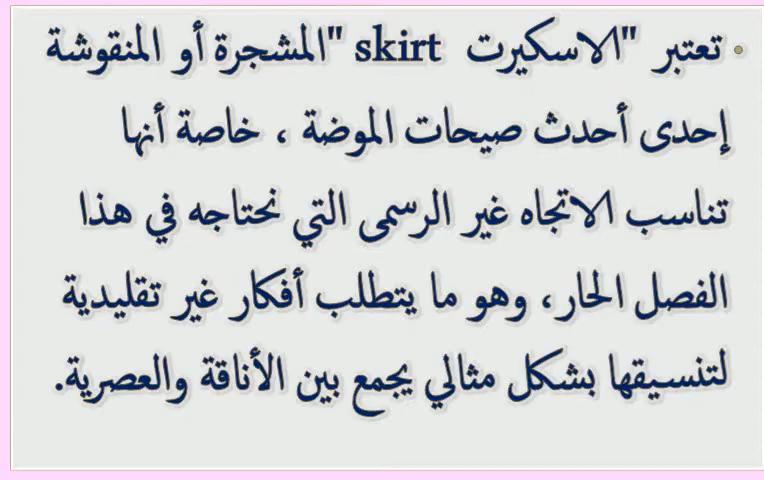 • تعتبر "الاسكيرت skirt "المشجرة أو المنقوشة
إحدى أحدث صيحات الموضة ، خاصة أنها
تناسب الاتجاه غير الرسمى التي نحتاجه في هذا
الفصل الحار، وهو ما يتطلب أفكار غير تقليدية
لتنسيقها بشكل مثالي يجمع بين الأناقة والعصرية.